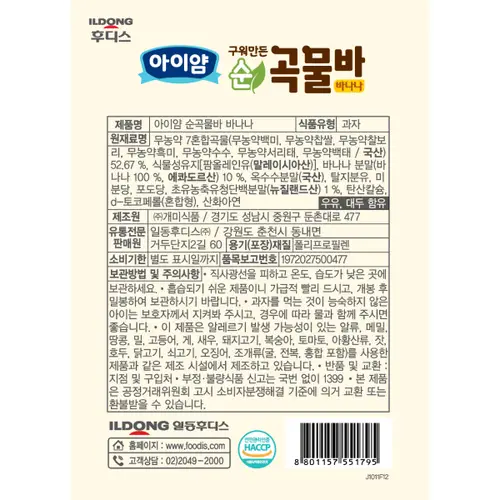 ILDONG
후디스
아이얌
구워만든
순 곡물바
바나나
제품명 아이얌 순곡물바 바나나 식품유형 과자
원재료명 무농약 7혼합곡물(무농약백미, 무농약찹쌀, 무농약찰보
리, 무농약흑미, 무농약수수, 무농약서리태, 무농약백태 / 국산)
52.67 %, 식물성유지[팜올레인유(말레이시아산)], 바나나 분말(바
나나 100 %, 에콰도르산) 10 %, 옥수수분말(국산), 탈지분유, 미
분당, 포도당, 초유농축유청단백분말(뉴질랜드산) 1 %, 탄산칼슘,
d-토코페롤(혼합형), 산화아연 우유, 대두 함유
제조원 ㈜개미식품 / 경기도 성남시 중원구 둔촌대로 477
유통전문판매원 일동후디스㈜ / 강원도 춘천시 동내면
거두단지2길 60 용기(포장)재질 폴리프로필렌
소비기한 별도 표시일까지 품목보고번호 1972027500477
보관방법 및 주의사항 • 직사광선을 피하고 온도, 습도가 낮은 곳에
보관하세요. • 흡습되기 쉬운 제품이니 가급적 빨리 드시고, 개봉 후
밀봉하여 보관하시기 바랍니다. • 과자를 먹는 것이 능숙하지 않은
아이는 보호자께서 지켜봐 주시고, 경우에 따라 물과 함께 주시면
좋습니다. • 이 제품은 알레르기 발생 가능성이 있는 알류, 메밀,
땅콩, 밀, 고등어, 게, 새우, 돼지고기, 복숭아, 토마토, 아황산류, 잣,
호두, 닭고기, 쇠고기, 오징어, 조개류(굴, 전복, 홍합 포함)를 사용한
제품과 같은 제조 시설에서 제조하고 있습니다. • 반품 및 교환 :
지점 및 구입처 • 부정·불량식품 신고는 국번 없이 1399 • 본 제품
은 공정거래위원회 고시 소비자분쟁해결 기준에 의거 교환 또는
환불받을 수 있습니다.
ILDONG 일동후디스
홈페이지 : www.foodis.com
고객상담 : 02)2049-2000
HACCP
8 801157 551795
J1011F12